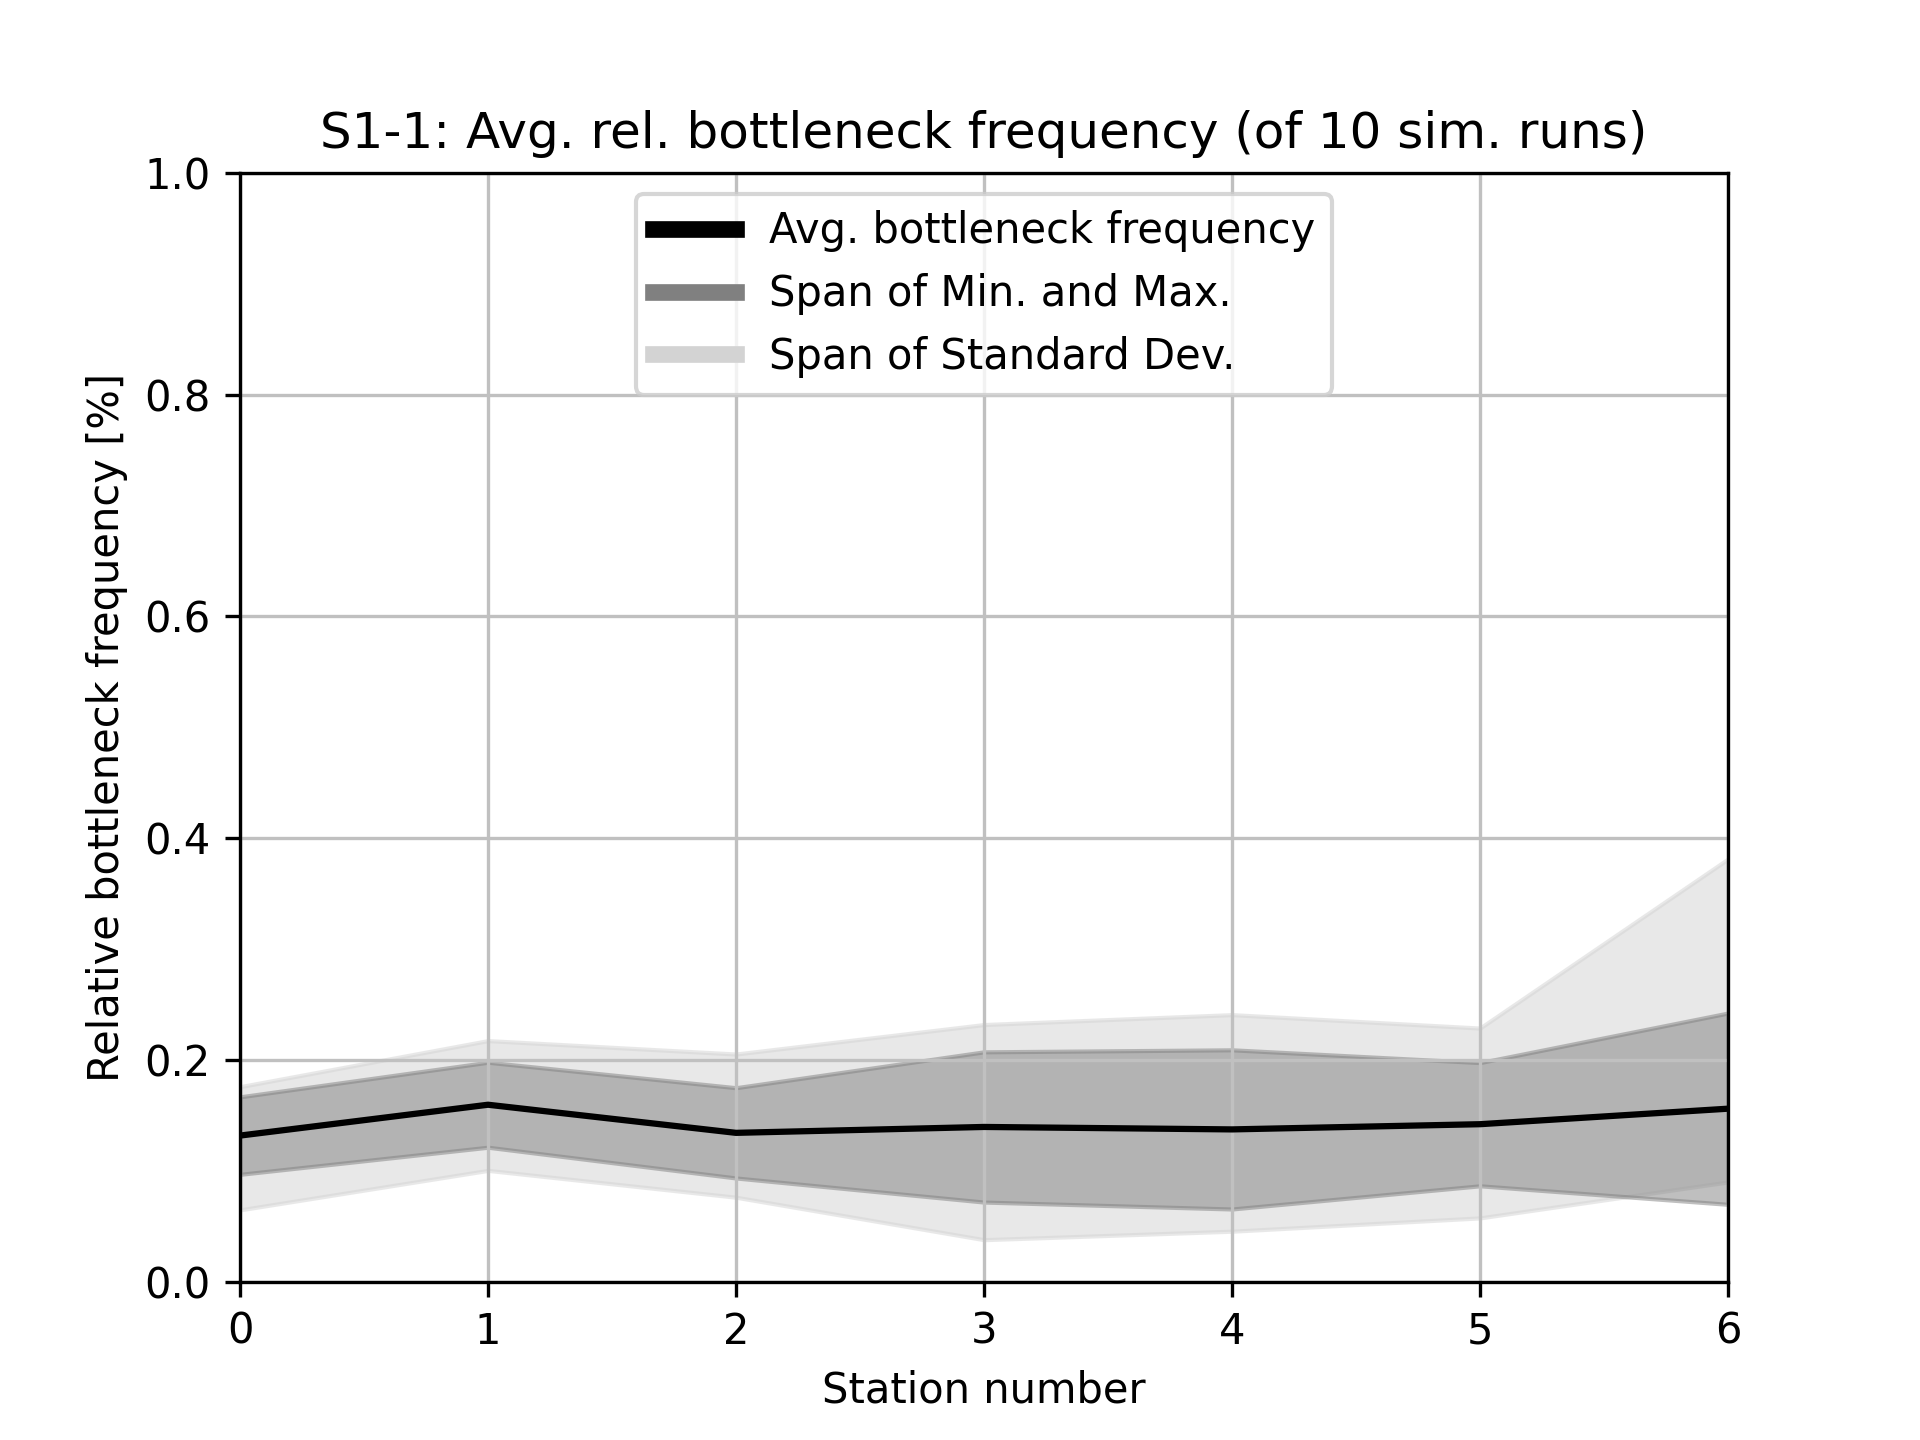 S1-1: Avg. rel. bottleneck frequency (of 10 sim. runs)
Avg. bottleneck frequency
Span of Min. and Max.
Span of Standard Dev.
Relative bottleneck frequency [%]
1.0
0.8
0.6
0.4
0.2
0.0
0 1 2 3 4 5 6
Station number